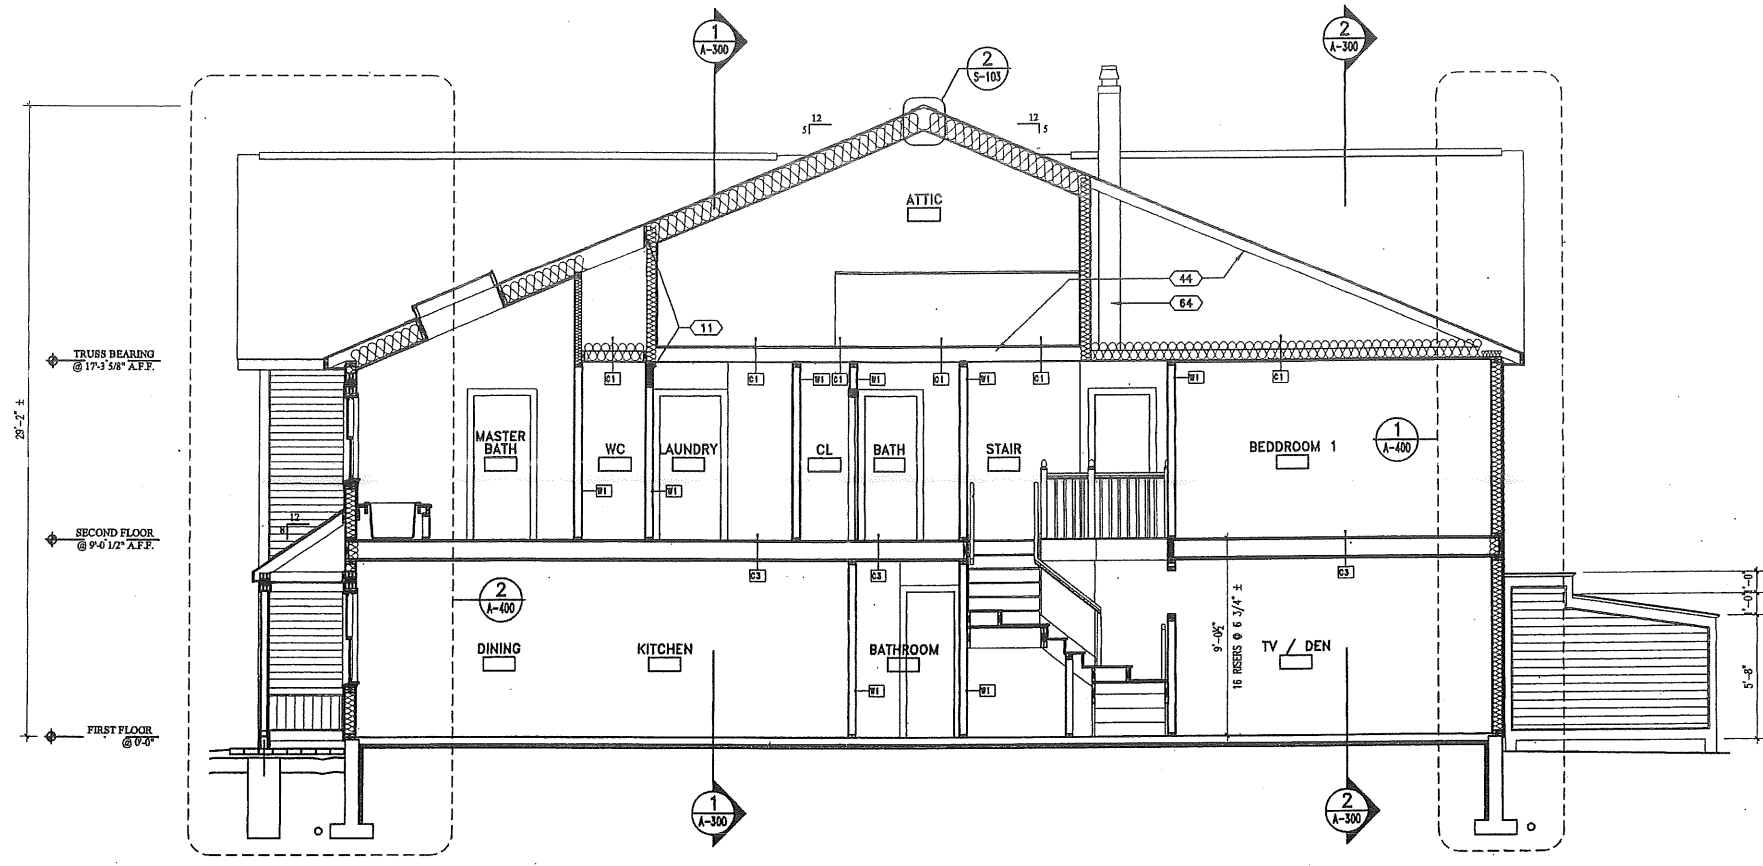 1
A-300
2
A-300
2
S-103
12
5
12
5
ATTIC
44
64
11
TRUSS BEARING
@ 17'-3 5/8" A.F.F.
29'-2" ±
C1
C1
W1
C1
W1
C1
W1
C1
W1
C1
MASTER
BATH
WC
LAUNDRY
CL
BATH
STAIR
BEDDROOM 1
1
A-400
W1
W1
12
8
SECOND FLOOR
@ 9'-0 1/2" A.F.F.
C3
C3
C3
2
A-400
DINING
KITCHEN
BATHROOM
TV / DEN
9'-0½"
16 RISERS @ 6 3/4" ±
W1
W1
1'-0"
1'-0"
5'-8"
FIRST FLOOR
@ 0'-0"
1
A-300
2
A-300